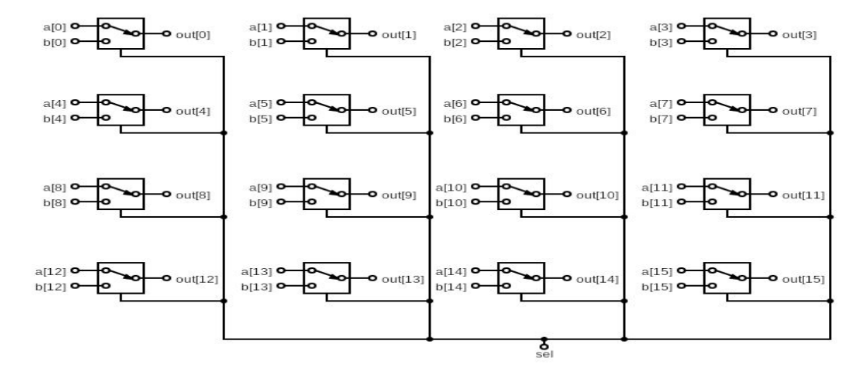 a[0] out[0] a[1] out[1] a[2] out[2] a[3] out[3]
b[0] b[1] b[2] b[3]
a[4] out[4] a[5] out[5] a[6] out[6] a[7] out[7]
b[4] b[5] b[6] b[7]
a[8] out[8] a[9] out[9] a[10] out[10] a[11] out[11]
b[8] b[9] b[10] b[11]
a[12] out[12] a[13] out[13] a[14] out[14] a[15] out[15]
b[12] b[13] b[14] b[15]
sel